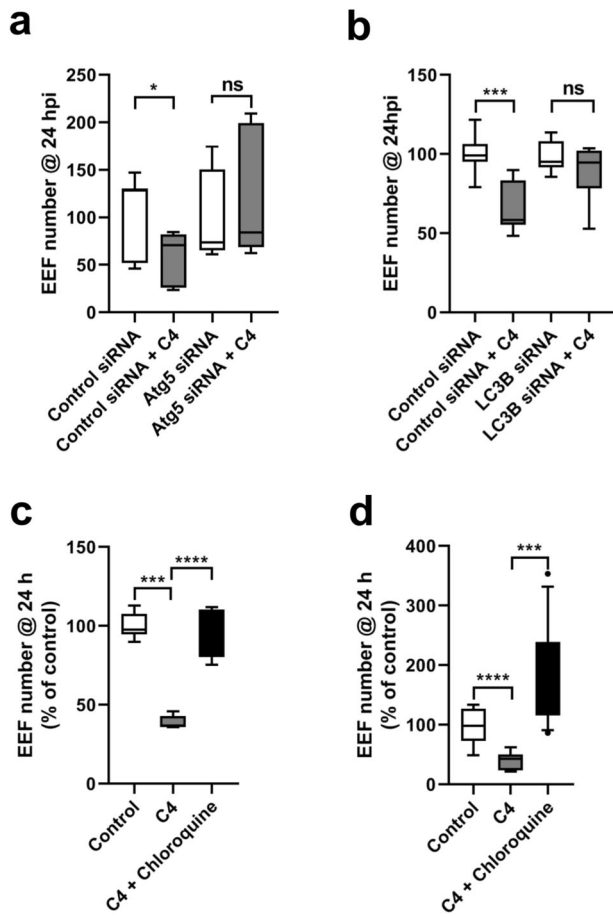 a
EEF number @ 24 hpi
250
200
150
100
50
0
*
ns
Control siRNA
Control siRNA + C4
Atg5 siRNA
Atg5 siRNA + C4
b
EEF number @ 24hpi
150
100
50
0
***
ns
Control siRNA
Control siRNA + C4
LC3B siRNA
LC3B siRNA + C4
c
EEF number @ 24 h
(% of control)
150
100
50
0
***
****
Control
C4
C4 + Chloroquine
d
EEF number @ 24 h
(% of control)
400
300
200
100
0
****
***
Control
C4
C4 + Chloroquine